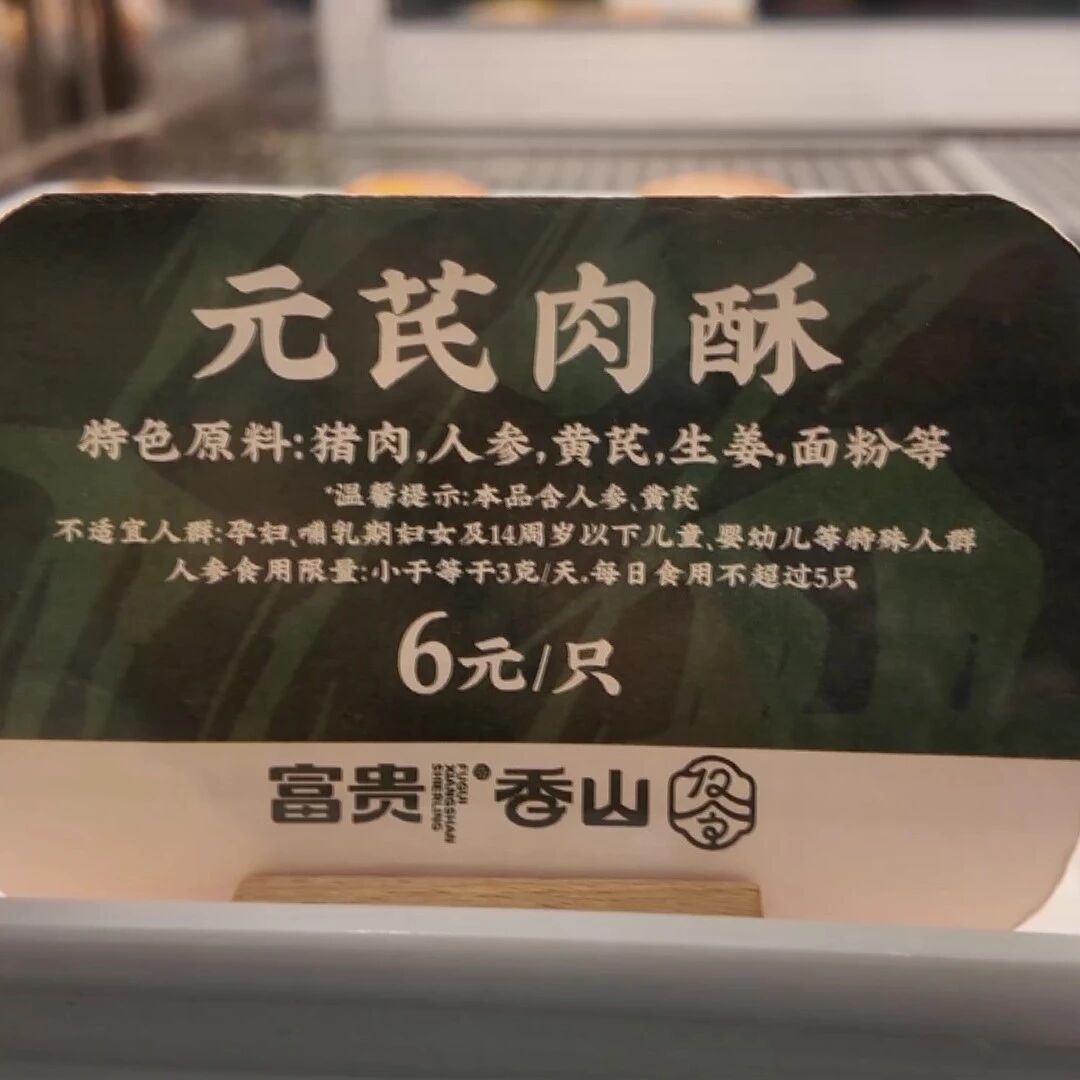 元芪肉酥
特色原料:猪肉,人参,黄芪,生姜,面粉等
*温馨提示:本品含人参、黄芪
不适宜人群:孕妇、哺乳期妇女及14周岁以下儿童、婴幼儿等特殊人群
人参食用限量:小于等于3克/天,每日食用不超过5只
6元/只
富贵
FUGUI
XIANGSHAN
SHIERLING
香山